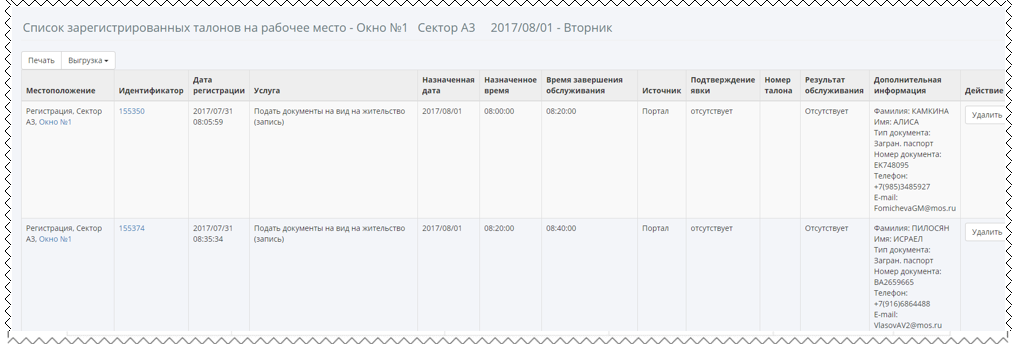 Список зарегистрированных талонов на рабочее место - Окно №1 Сектор А3 2017/08/01 - Вторник
Печать Выгрузка
Местоположение Идентификатор Дата регистрации Услуга Назначенная дата Назначенное время Время завершения обслуживания Источник Подтверждение явки Номер талона Результат обслуживания Дополнительная информация Действие
Регистрация, Сектор
А3, Окно №1
155350
2017/07/31
08:05:59
Подать документы на вид на жительство
(запись)
2017/08/01
08:00:00
08:20:00
Портал
отсутствует
Отсутствует
Фамилия: КАМКИНА
Имя: АЛИСА
Тип документа:
Загран. паспорт
Номер документа:
EK748095
Телефон:
+7(985)3485927
E-mail:
FomichevaGM@mos.ru
Удалить
Регистрация, Сектор
А3, Окно №1
155374
2017/07/31
08:35:34
Подать документы на вид на жительство
(запись)
2017/08/01
08:20:00
08:40:00
Портал
отсутствует
Отсутствует
Фамилия: ПИЛОСЯН
Имя: ИСРАЕЛ
Тип документа:
Загран. паспорт
Номер документа:
BA2659665
Телефон:
+7(916)6864488
E-mail:
VlasovAV2@mos.ru
Удалить